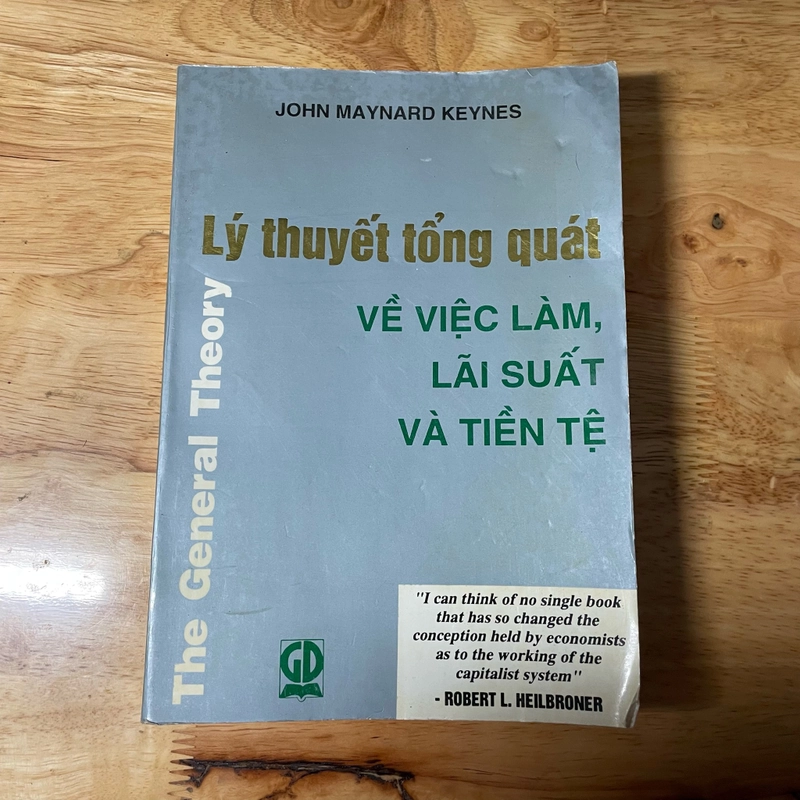 JOHN MAYNARD KEYNES
Lý thuyết tổng quát
VỀ VIỆC LÀM,
LÃI SUẤT
VÀ TIỀN TỆ
The General Theory
GD
"I can think of no single book
that has so changed the
conception held by economists
as to the working of the
capitalist system"
- ROBERT L. HEILBRONER